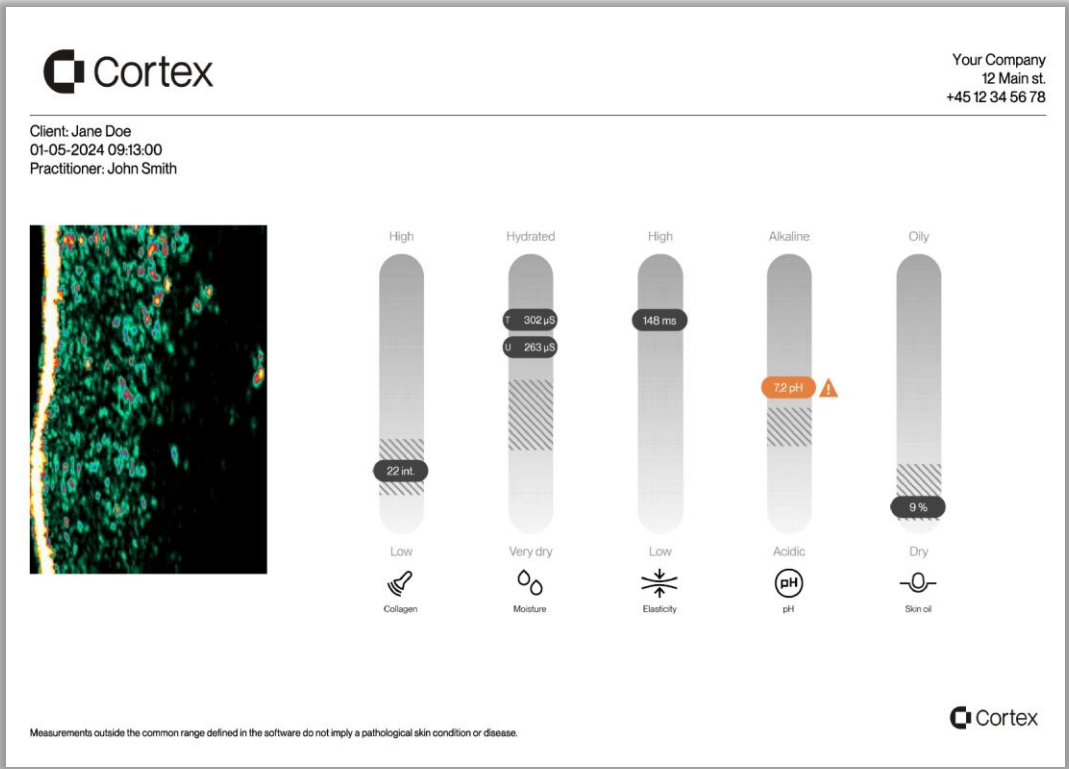 Cortex
Your Company
12 Main st.
+45 12 34 56 78
Client: Jane Doe
01-05-2024 09:13:00
Practitioner: John Smith
High
Hydrated
High
Alkaline
Oily
T 302 µS
148 ms
U 263 µS
7,2 pH
22 int.
9 %
Low
Very dry
Low
Acidic
Dry
pH
Collagen
Moisture
Elasticity
pH
Skin oil
Cortex
Measurements outside the common range defined in the software do not imply a pathological skin condition or disease.